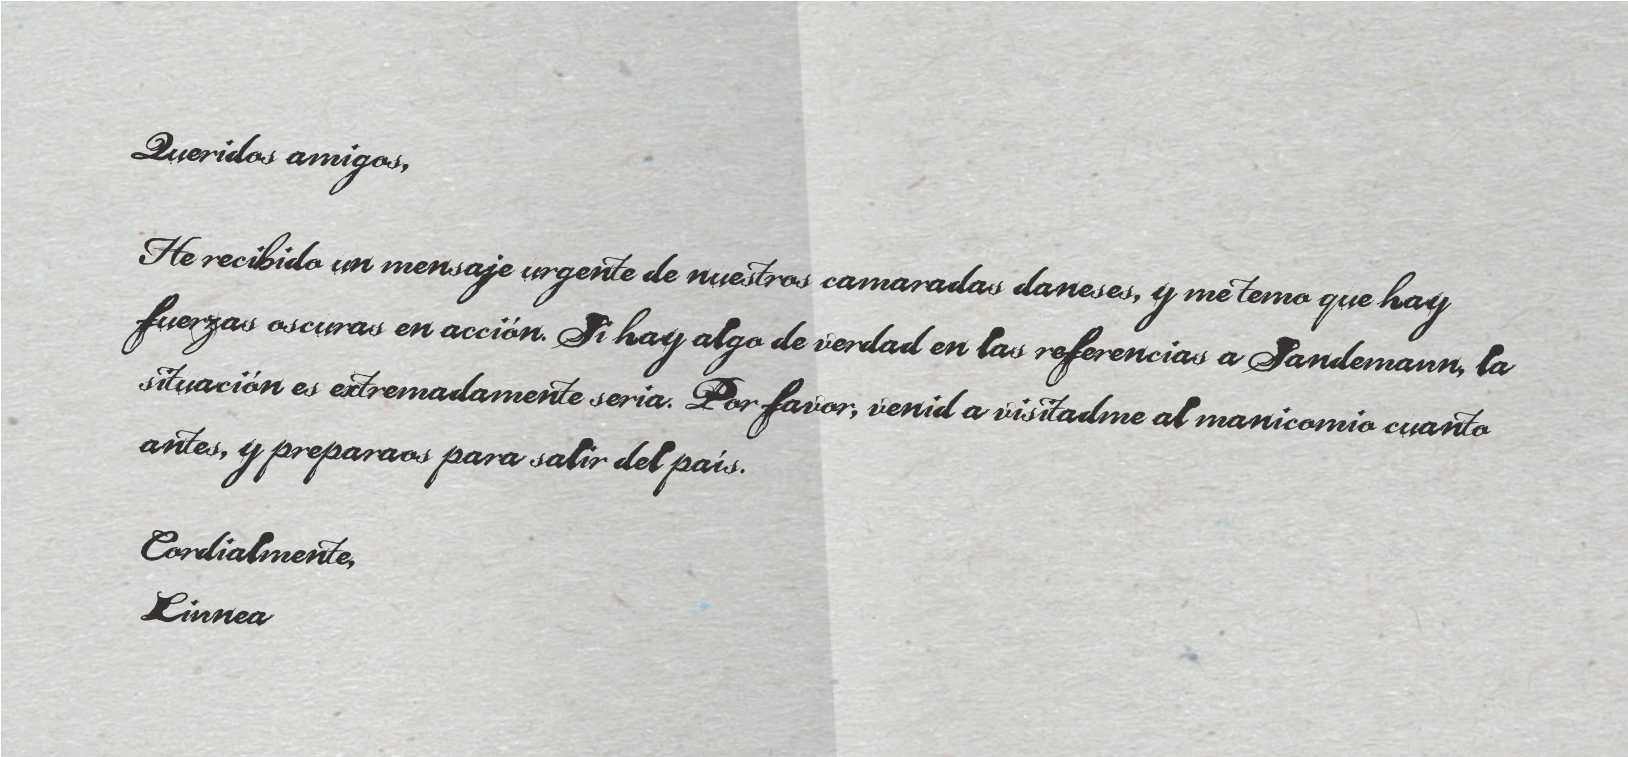 Queridos amigos,
He recibido un mensaje urgente de nuestros camaradas daneses, y me temo que hay
fuerzas oscuras en acción. Si hay algo de verdad en las referencias a Sandemann, la
situación es extremadamente seria. Por favor, venid a visitadme al manicomio cuanto
antes, y preparaos para salir del país.
Cordialmente,
Linnea